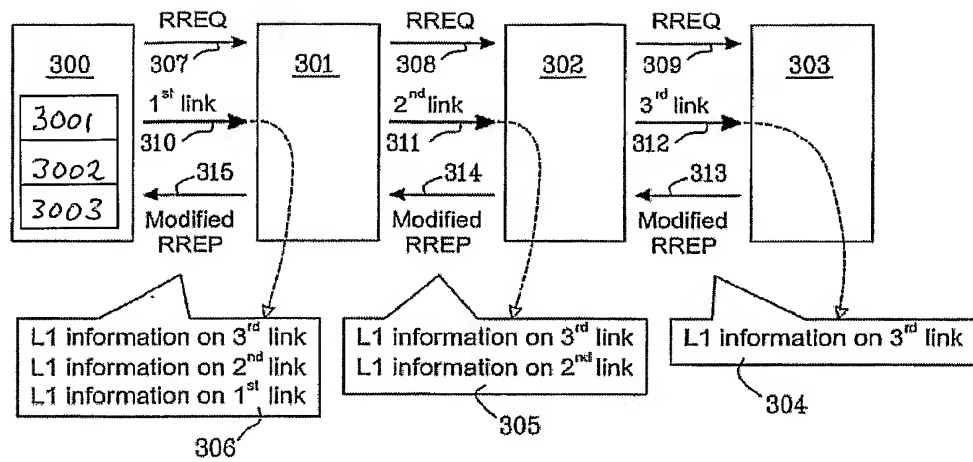 RREQ RREQ RREQ
300 307 301 308 302 309 303
3001 1st link 2nd link 3rd link
310 311 312
3002 315 314 313
3003 Modified RREP Modified RREP Modified RREP
L1 information on 3rd link
L1 information on 2nd link
L1 information on 1st link
306
L1 information on 3rd link
L1 information on 2nd link
305
L1 information on 3rd link
304